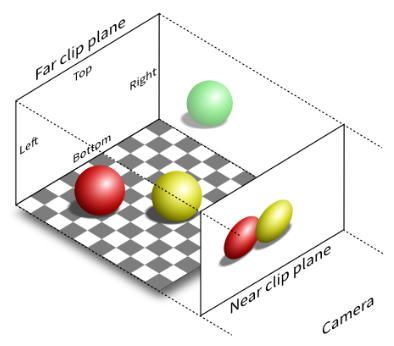 Far clip plane
Top
Right
Left
Bottom
Near clip plane
Camera